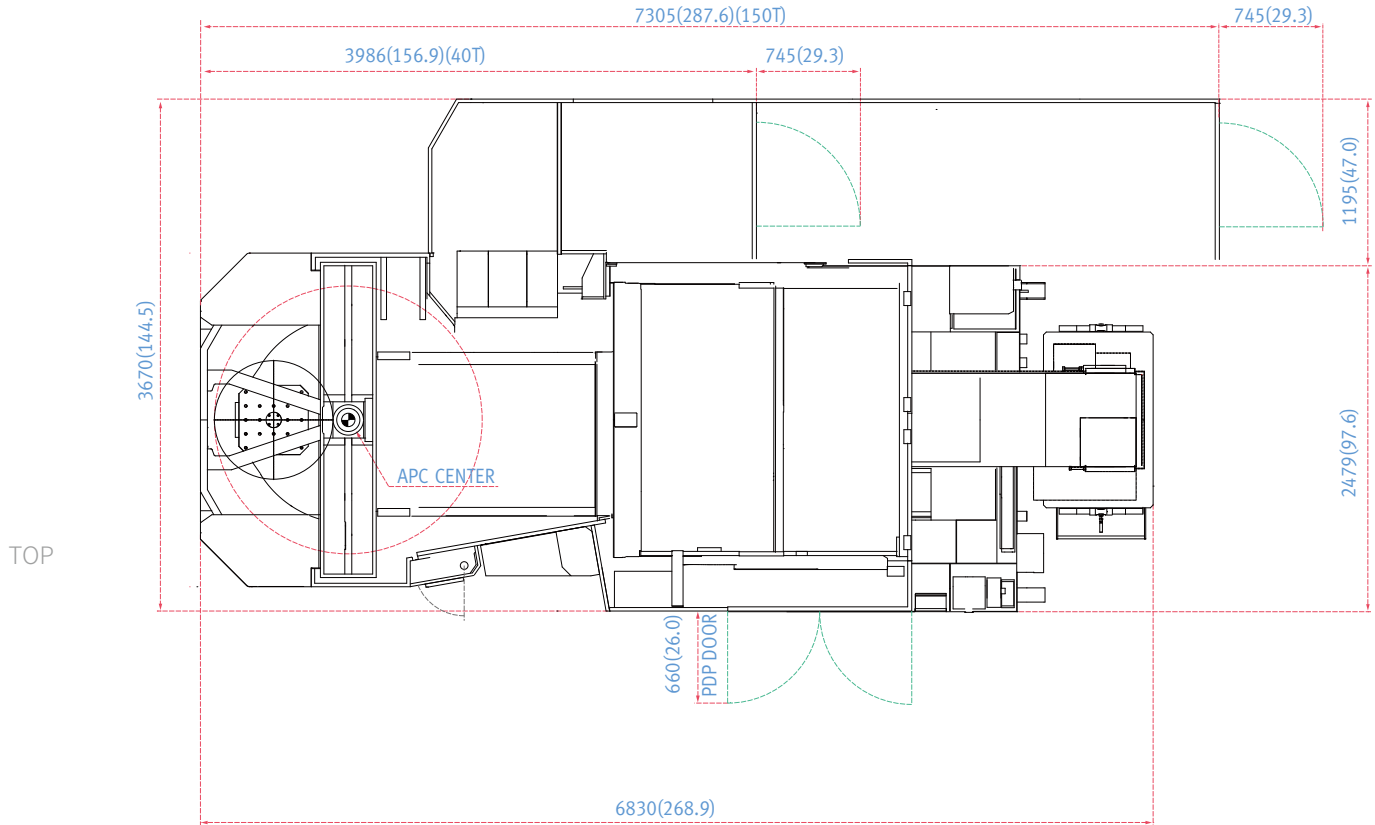 7305(287.6)(150T)
745(29.3)
3986(156.9)(40T)
745(29.3)
1195(47.0)
3670(144.5)
2479(97.6)
APC CENTER
TOP
660(26.0)
PDP DOOR
6830(268.9)